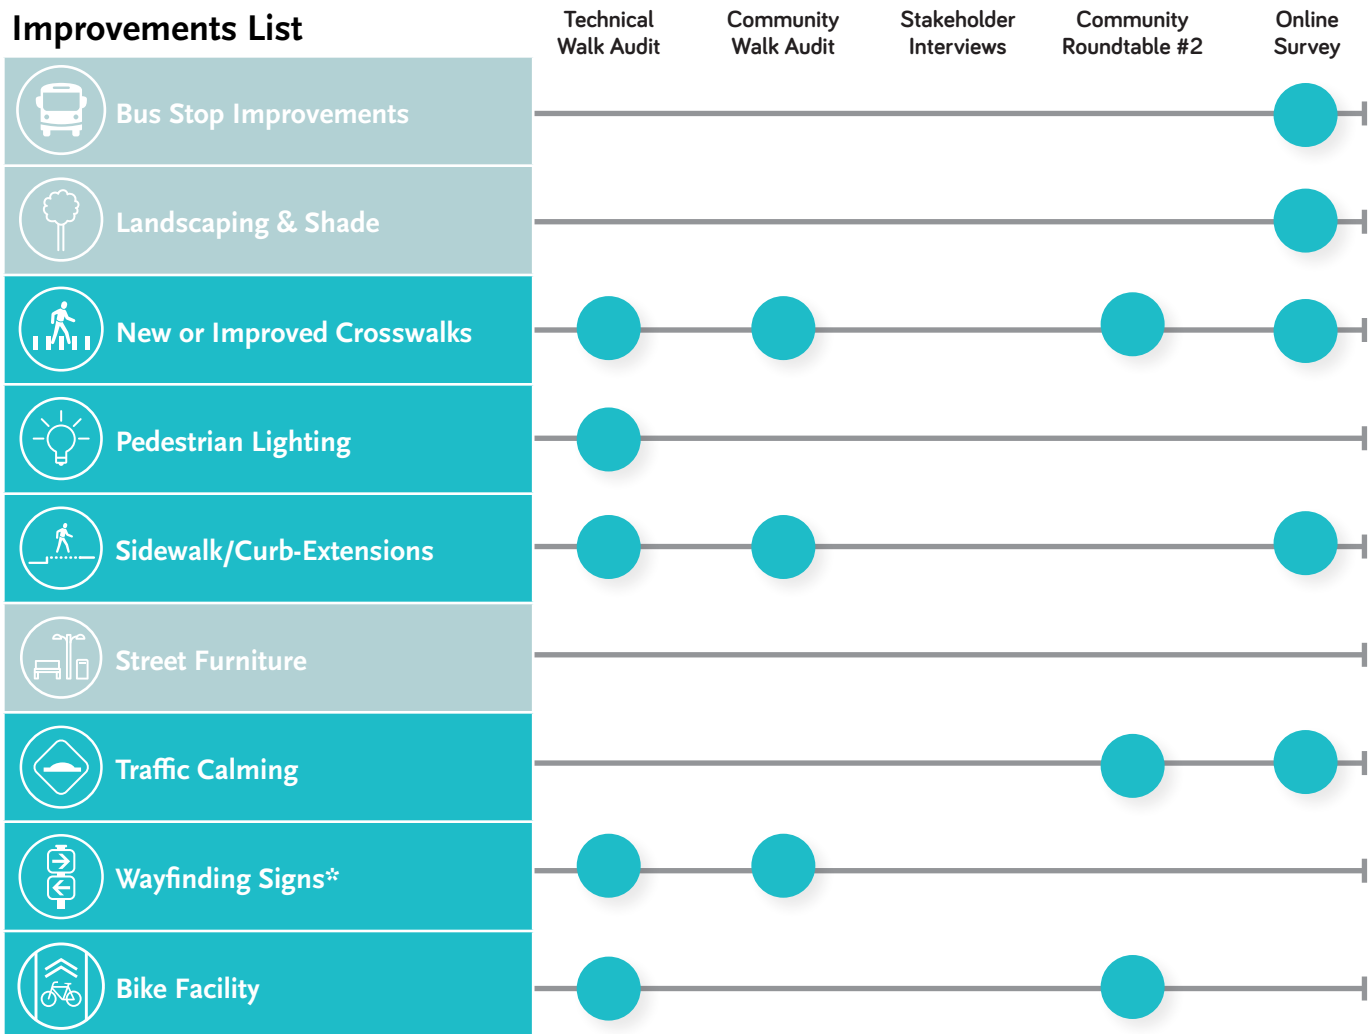 Improvements List
Technical
Walk Audit
Community
Walk Audit
Stakeholder
Interviews
Community
Roundtable #2
Online
Survey
Bus Stop Improvements
Landscaping & Shade
New or Improved Crosswalks
Pedestrian Lighting
Sidewalk/Curb-Extensions
Street Furniture
Traffic Calming
Wayfinding Signs*
Bike Facility